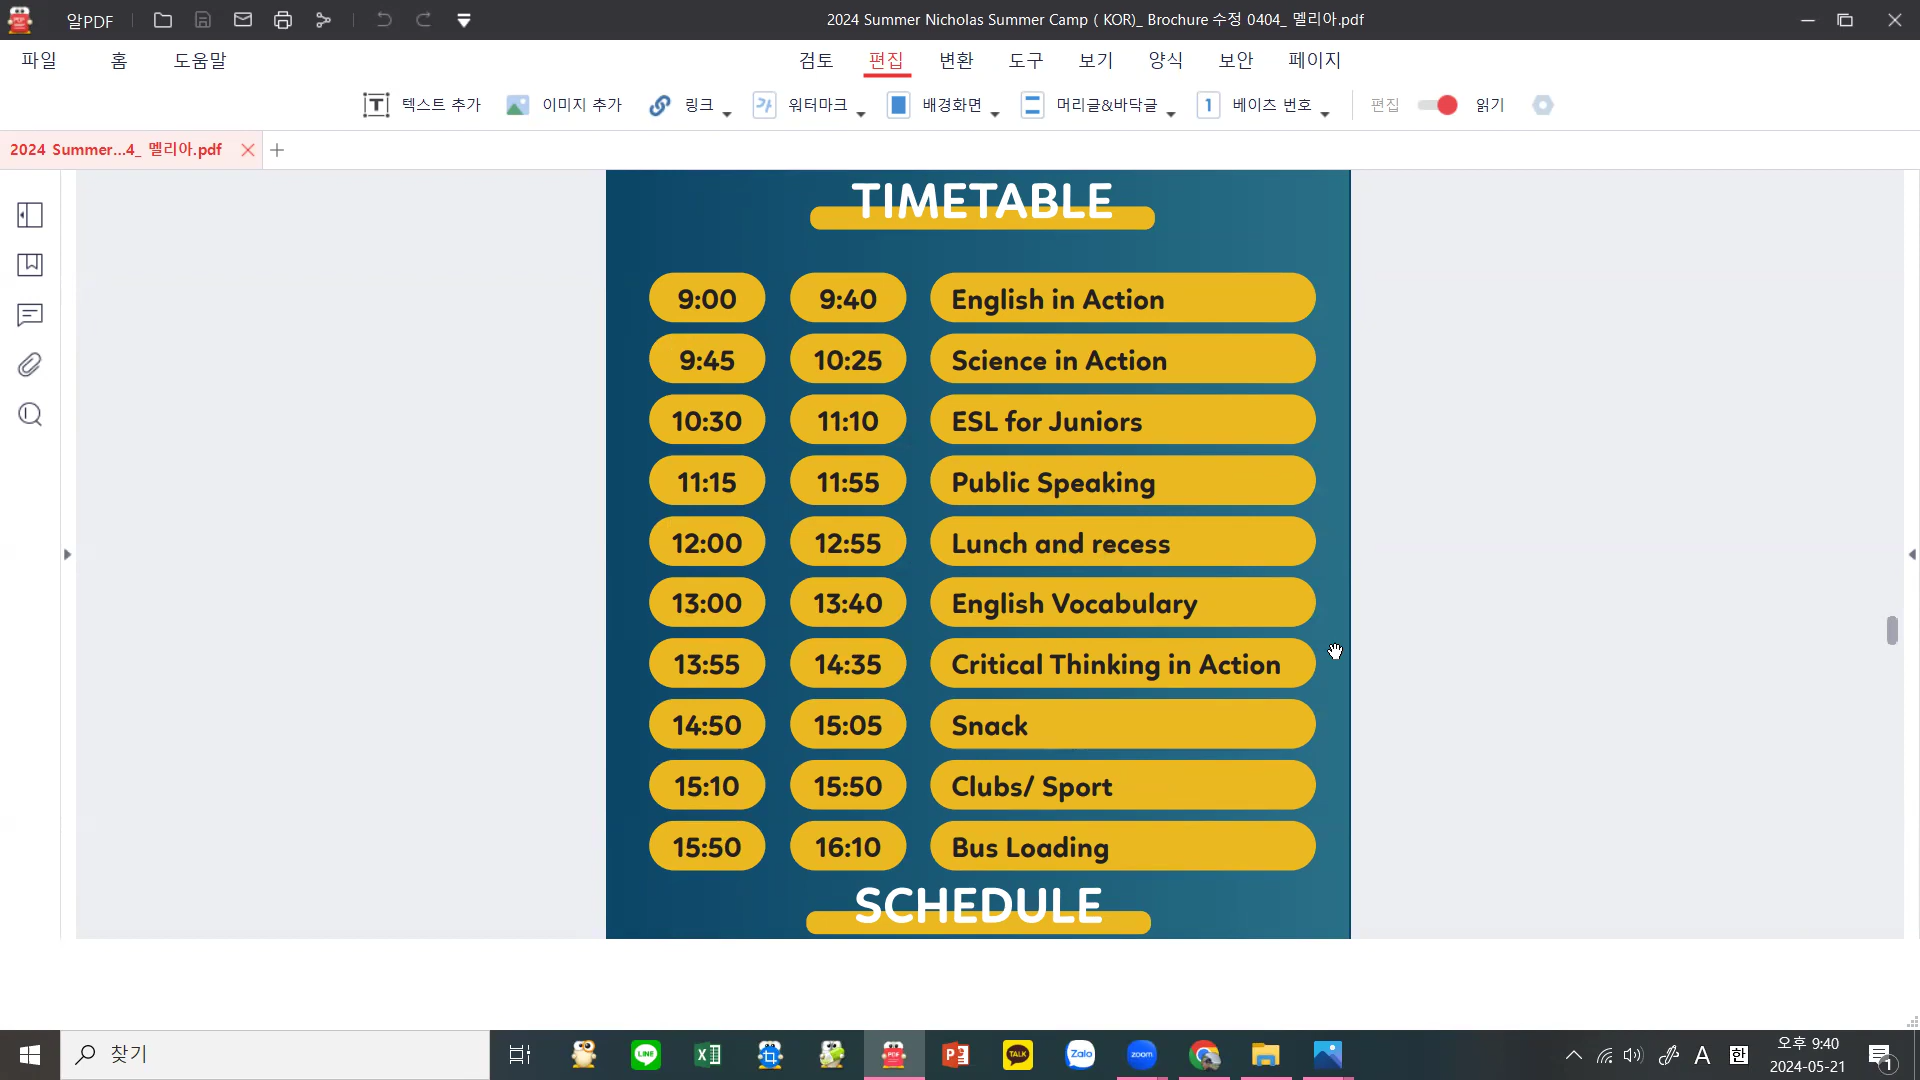 알PDF
2024 Summer Nicholas Summer Camp ( KOR)_ Brochure 수정 0404_ 멜리아.pdf
파일 홈 도움말 검토 편집 변환 도구 보기 양식 보안 페이지
텍스트 추가 이미지 추가 링크 워터마크 배경화면 머리글&바닥글 베이즈 번호 편집 읽기
2024 Summer...4_ 멜리아.pdf
TIMETABLE
9:00 9:40 English in Action
9:45 10:25 Science in Action
10:30 11:10 ESL for Juniors
11:15 11:55 Public Speaking
12:00 12:55 Lunch and recess
13:00 13:40 English Vocabulary
13:55 14:35 Critical Thinking in Action
14:50 15:05 Snack
15:10 15:50 Clubs/ Sport
15:50 16:10 Bus Loading
SCHEDULE
찾기
LINE
TALK
Zalo
zoom
A 한
오후 9:40
2024-05-21
1